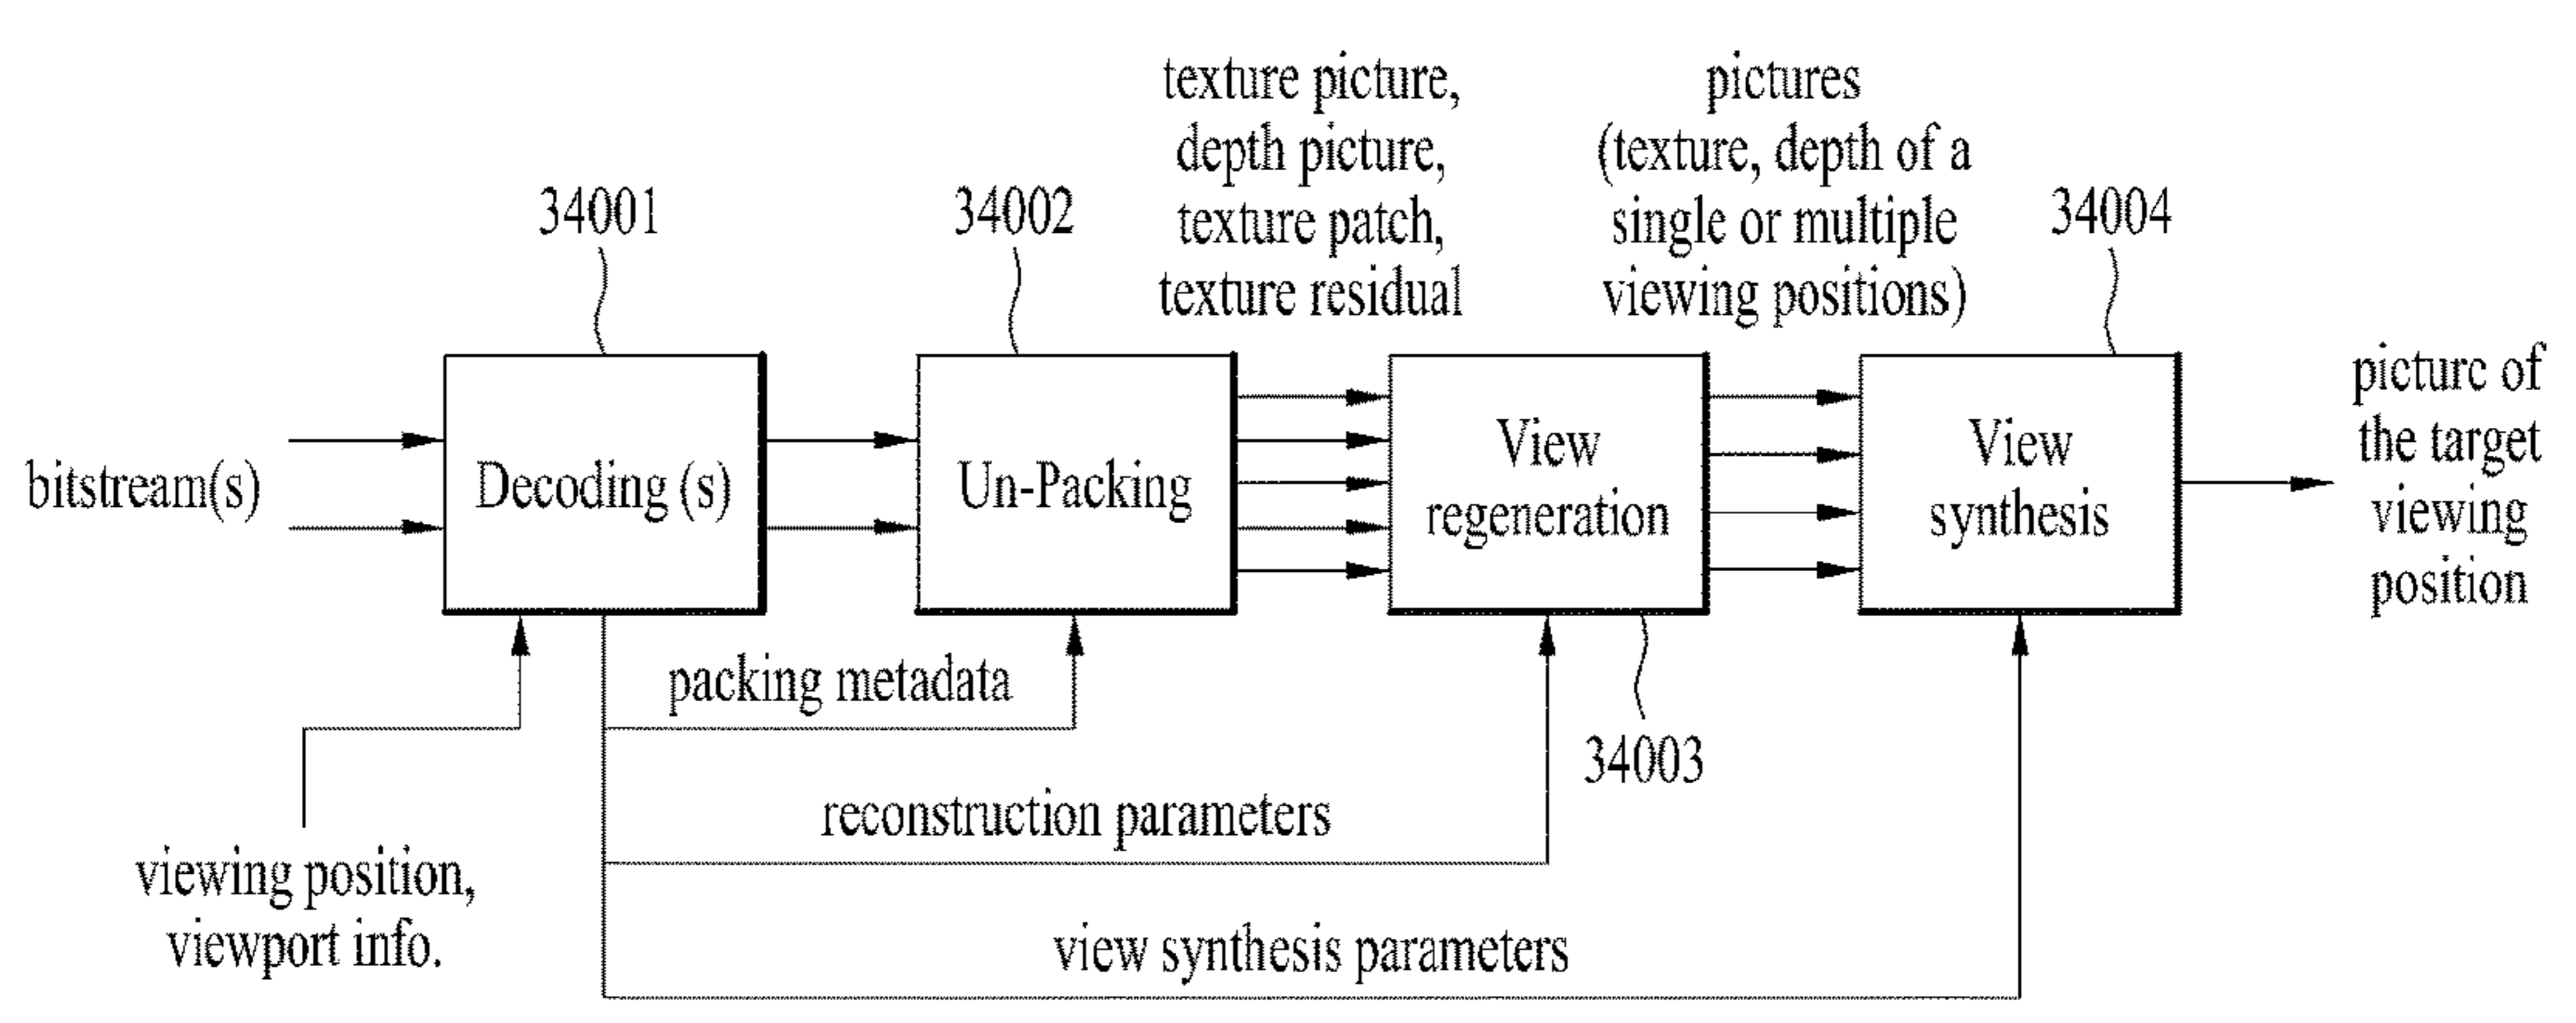 texture picture,
depth picture,
texture patch,
texture residual
pictures
(texture, depth of a
single or multiple
viewing positions)
34001
34002
34004
bitstream(s)
Decoding (s)
Un-Packing
View
regeneration
View
synthesis
picture of
the target
viewing
position
packing metadata
34003
reconstruction parameters
viewing position,
viewport info.
view synthesis parameters